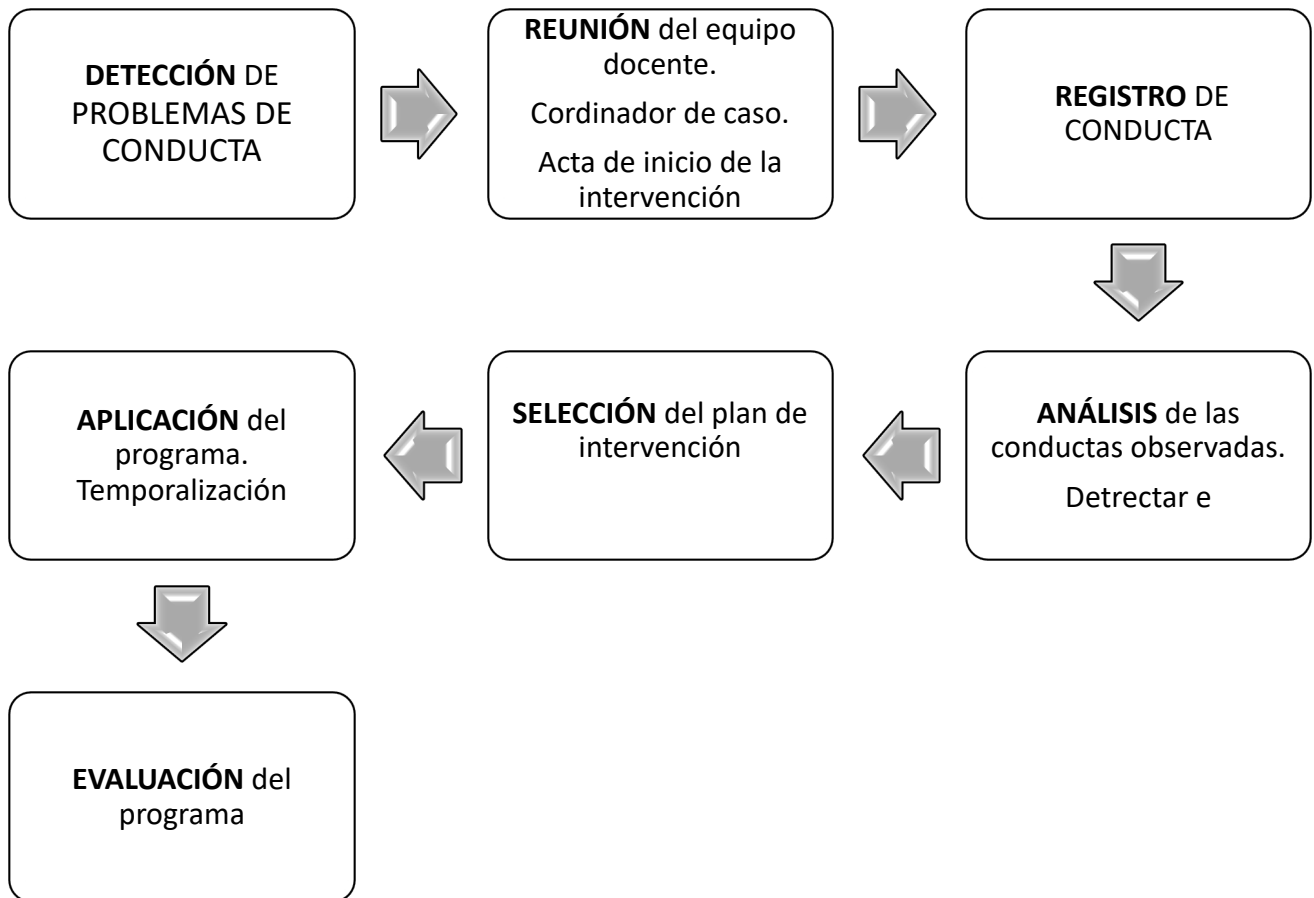 DETECCIÓN DE
PROBLEMAS DE
CONDUCTA
REUNIÓN del equipo
docente.
Cordinador de caso.
Acta de inicio de la
intervención
REGISTRO DE
CONDUCTA
ANÁLISIS de las
conductas observadas.
Detrectar e
SELECCIÓN del plan de
intervención
APLICACIÓN del
programa.
Temporalización
EVALUACIÓN del
programa